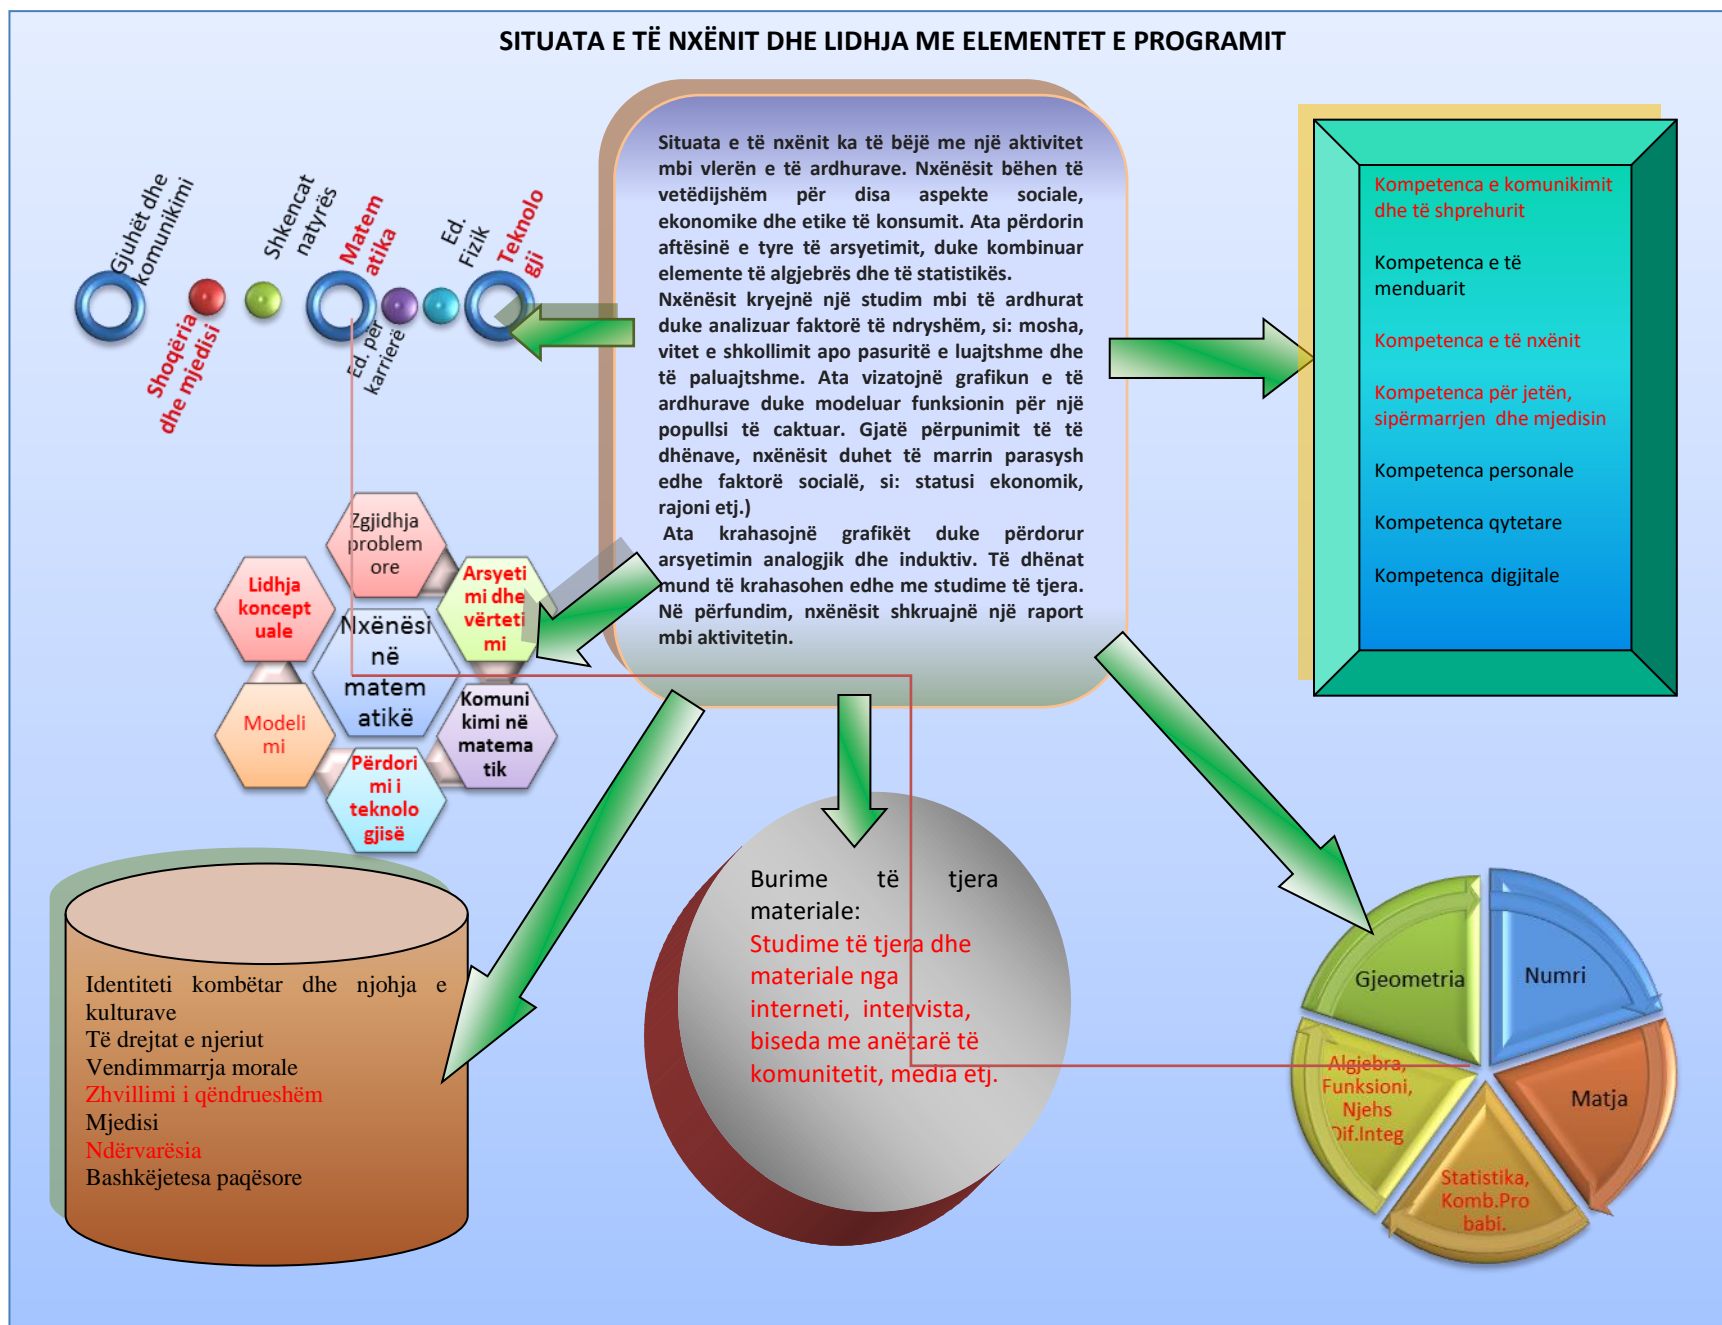 SITUATA E TË NXËNIT DHE LIDHJA ME ELEMENTET E PROGRAMIT
Gjuhët dhe
komunikimi
Shoqëria
dhe mjedisi
Shkencat
natyrës
Matem
atika
Ed. për
karrierë
Ed.
Fizik
Teknolo
gji
Situata e të nxënit ka të bëjë me një aktivitet
mbi vlerën e të ardhurave. Nxënësit bëhen të
vetëdijshëm për disa aspekte sociale,
ekonomike dhe etike të konsumit. Ata përdorin
aftësinë e tyre të arsyetimit, duke kombinuar
elemente të algjebrës dhe të statistikës.
Nxënësit kryejnë një studim mbi të ardhurat
duke analizuar faktorë të ndryshëm, si: mosha,
vitet e shkollimit apo pasuritë e luajtshme dhe
të paluajtshme. Ata vizatojnë grafikun e të
ardhurave duke modeluar funksionin për një
popullsi të caktuar. Gjatë përpunimit të të
dhënave, nxënësit duhet të marrin parasysh
edhe faktorë socialë, si: statusi ekonomik,
rajoni etj.)
Ata krahasojnë grafikët duke përdorur
arsyetimin analogjik dhe induktiv. Të dhënat
mund të krahasohen edhe me studime të tjera.
Në përfundim, nxënësit shkruajnë një raport
mbi aktivitetin.
Kompetenca e komunikimit
dhe të shprehurit
Kompetenca e të
menduarit
Kompetenca e të nxënit
Kompetenca për jetën,
sipërmarrjen dhe mjedisin
Kompetenca personale
Kompetenca qytetare
Kompetenca digjitale
Zgjidhja
problem
ore
Lidhja
koncept
uale
Arsyeti
mi dhe
vërteti
mi
Nxënësi
në
matem
atikë
Modeli
mi
Komuni
kimi në
matema
tik
Përdori
mi i
teknolo
gjisë
Identiteti kombëtar dhe njohja e
kulturave
Të drejtat e njeriut
Vendimmarrja morale
Zhvillimi i qëndrueshëm
Mjedisi
Ndërvarësia
Bashkëjetesa paqësore
Burime të tjera
materiale:
Studime të tjera dhe
materiale nga
interneti, intervista,
biseda me anëtarë të
komunitetit, media etj.
Gjeometria
Numri
Algjebra,
Funksioni,
Njehs
Dif.Integ
Matja
Statistika,
Komb.Pro
babi.